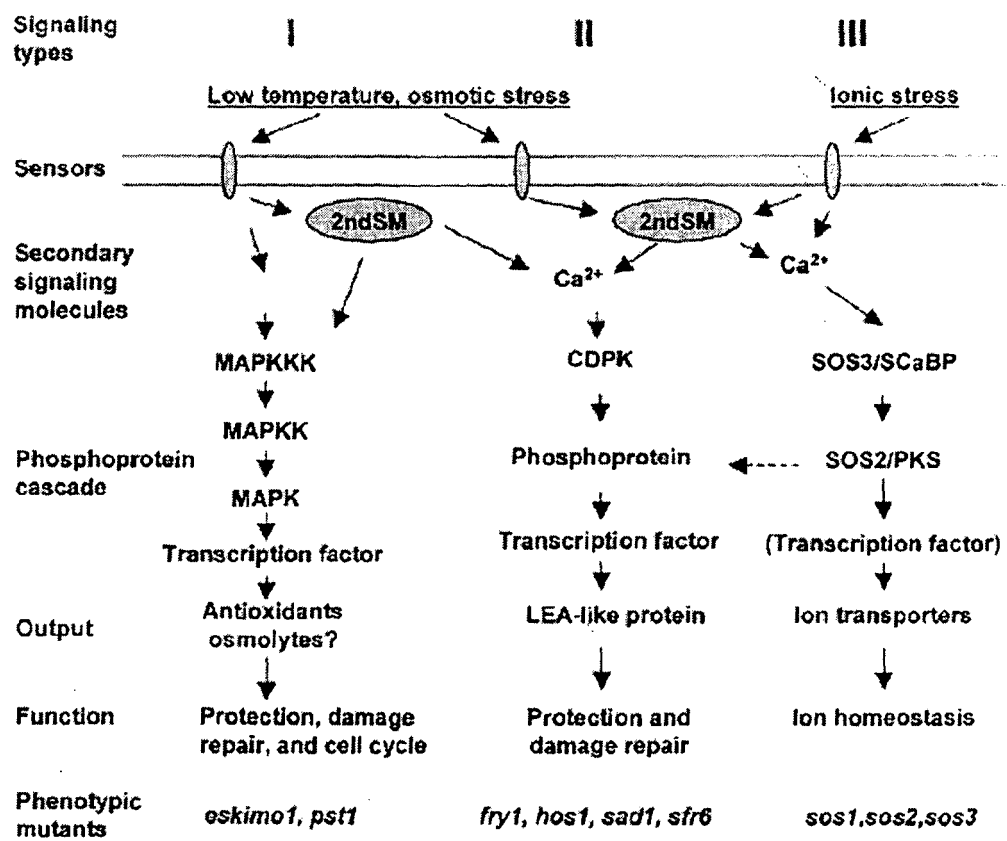 Signaling types I II III
Low temperature, osmotic stress Ionic stress
Sensors
2ndSM 2ndSM
Secondary signaling molecules Ca2+ Ca2+
MAPKKK CDPK SOS3/SCaBP
MAPKK
Phosphoprotein cascade Phosphoprotein SOS2/PKS
MAPK
Transcription factor Transcription factor (Transcription factor)
Output Antioxidants osmolytes? LEA-like protein Ion transporters
Function Protection, damage repair, and cell cycle Protection and damage repair Ion homeostasis
Phenotypic mutants eskimo1, pst1 fry1, hos1, sad1, sfr6 sos1,sos2,sos3